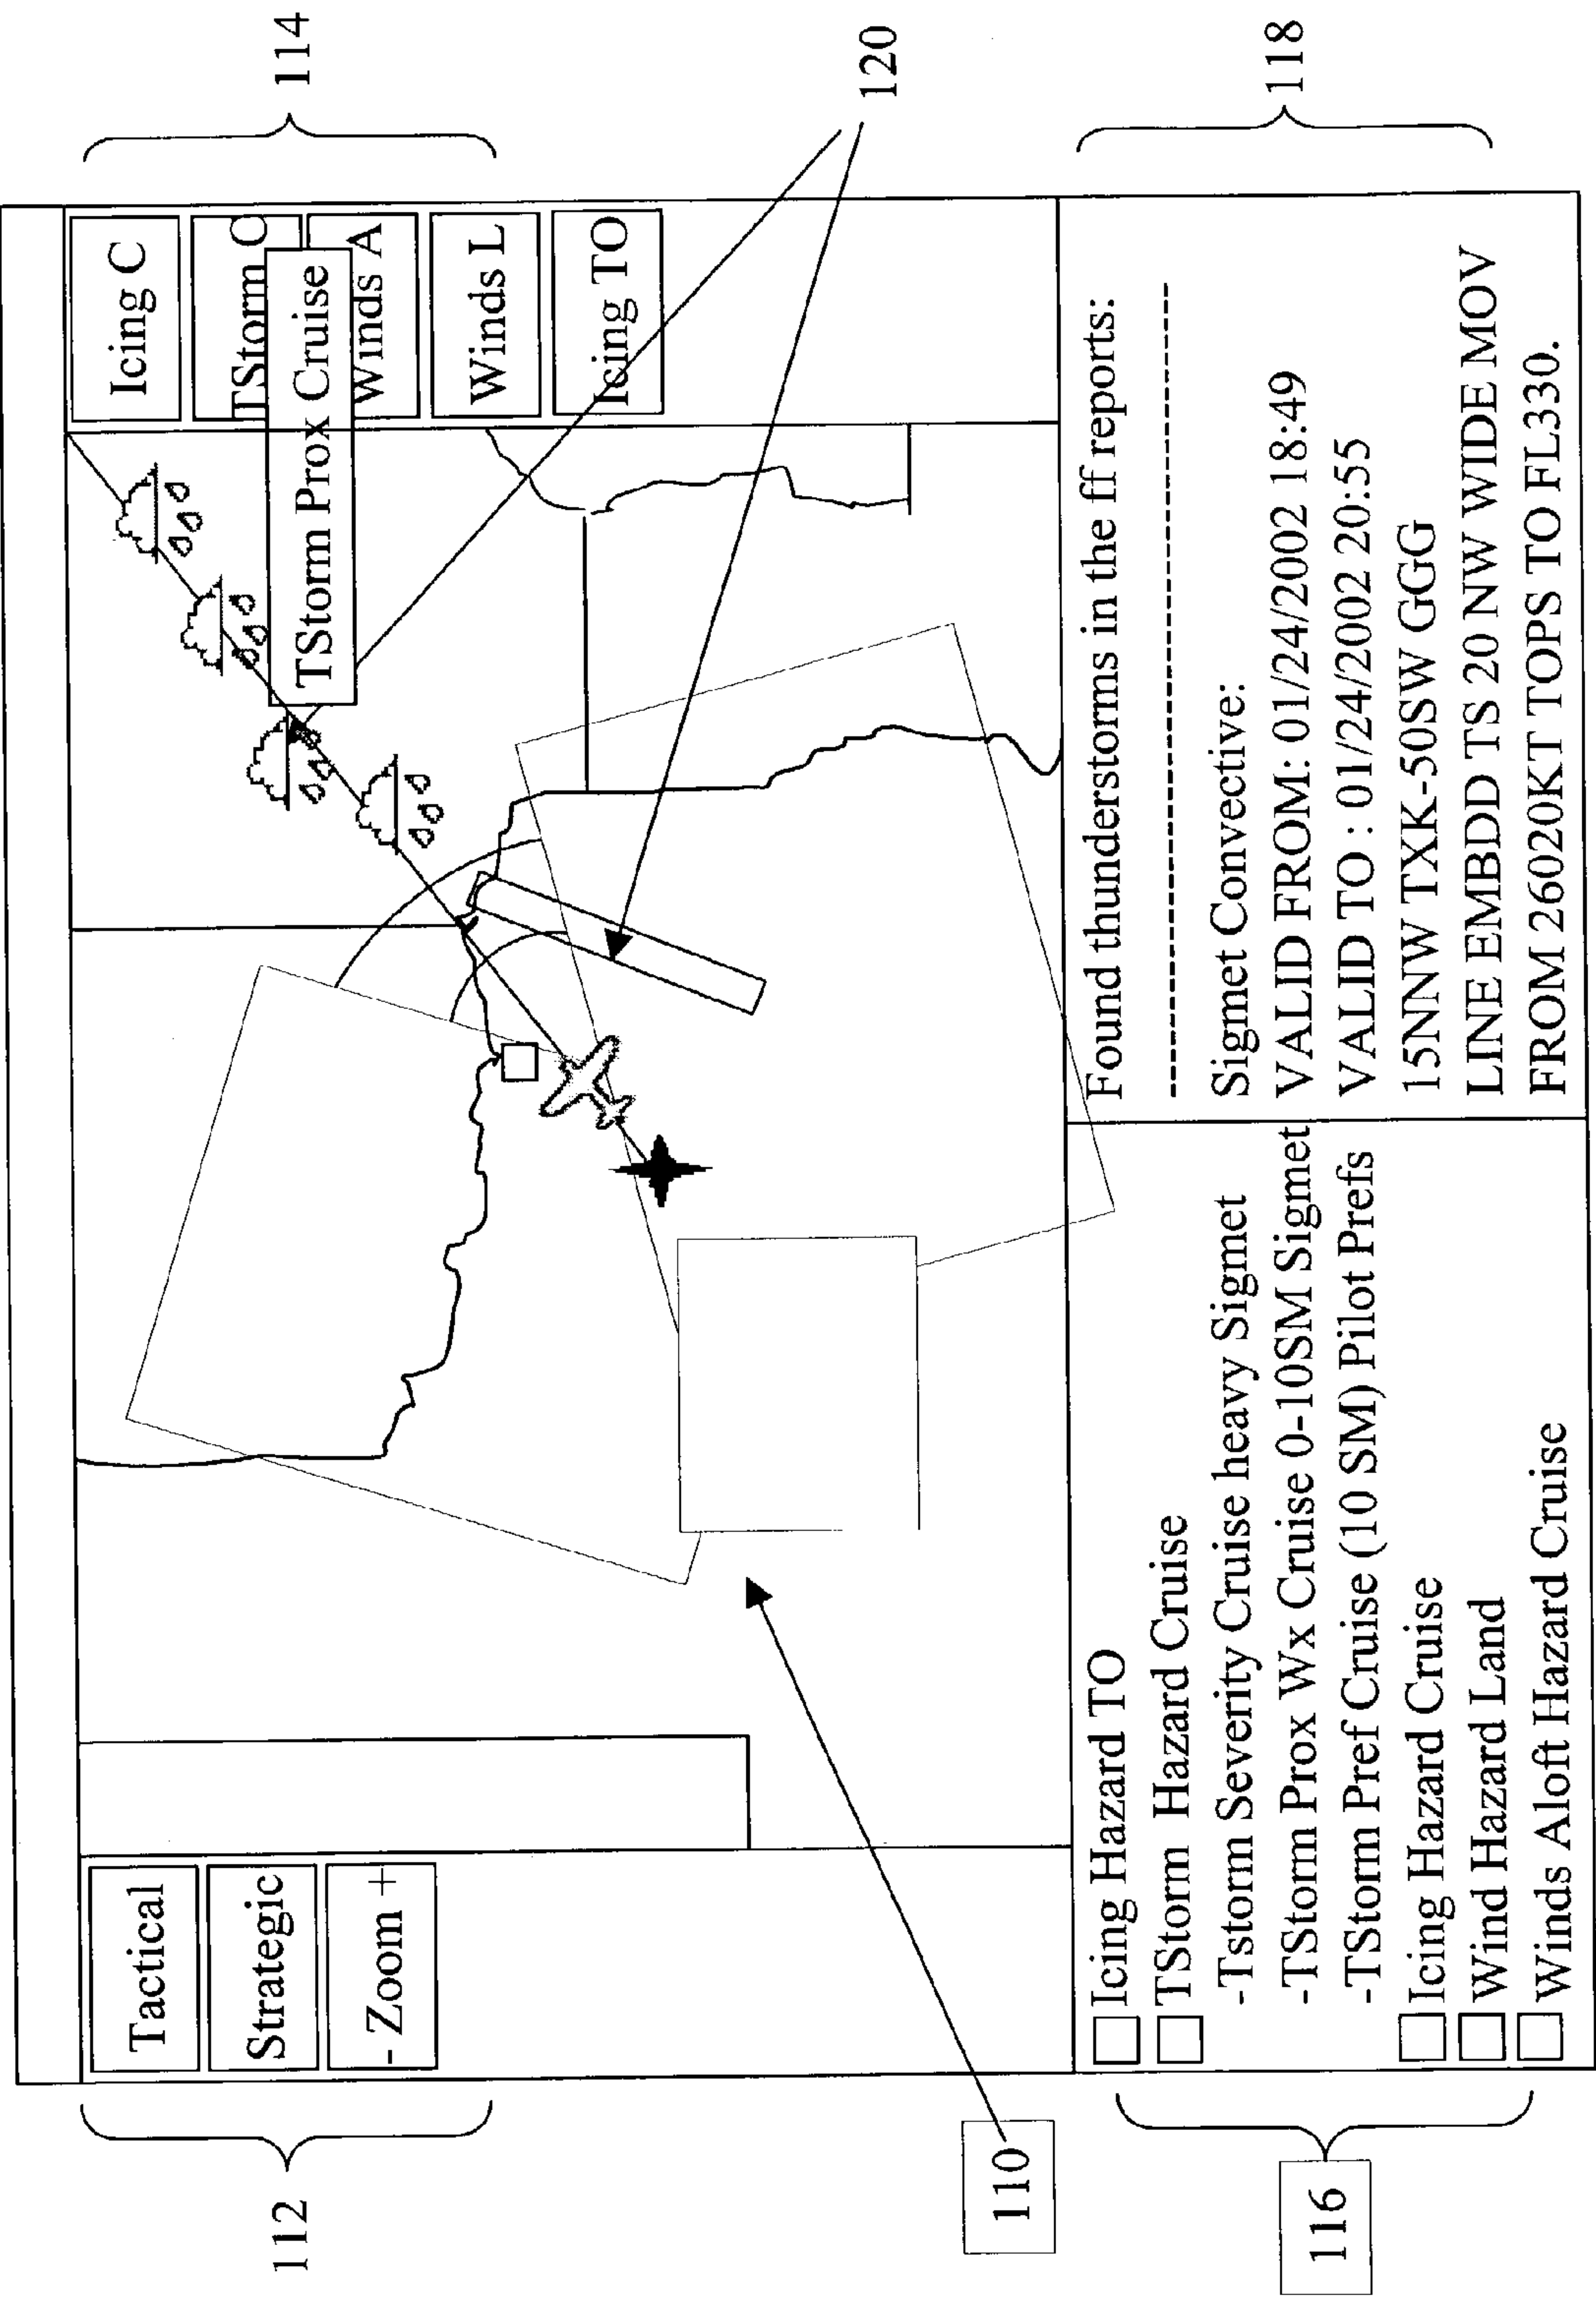 112
114
Tactical
Strategic
- Zoom +
Icing C
TStorm C
TStorm Prox Cruise
Winds A
Winds L
Icing TO
120
110
116
118
Icing Hazard TO
TStorm Hazard Cruise
-Tstorm Severity Cruise heavy Sigmet
-TStorm Prox Wx Cruise 0-10SM Sigmet
-TStorm Pref Cruise (10 SM) Pilot Prefs
Icing Hazard Cruise
Wind Hazard Land
Winds Aloft Hazard Cruise
Found thunderstorms in the ff reports:
------------------------------------
Sigmet Convective:
VALID FROM: 01/24/2002 18:49
VALID TO : 01/24/2002 20:55
15NNW TXK-50SW GGG
LINE EMBDD TS 20 NW WIDE MOV
FROM 26020KT TOPS TO FL330.